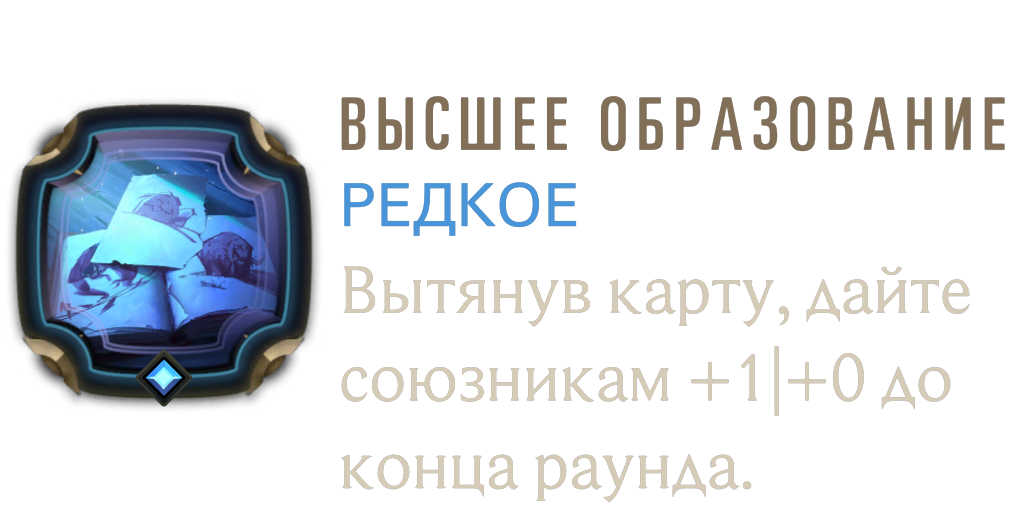 ВЫСШЕЕ ОБРАЗОВАНИЕ
РЕДКОЕ
Вытянув карту, дайте
союзникам +1|+0 до
конца раунда.